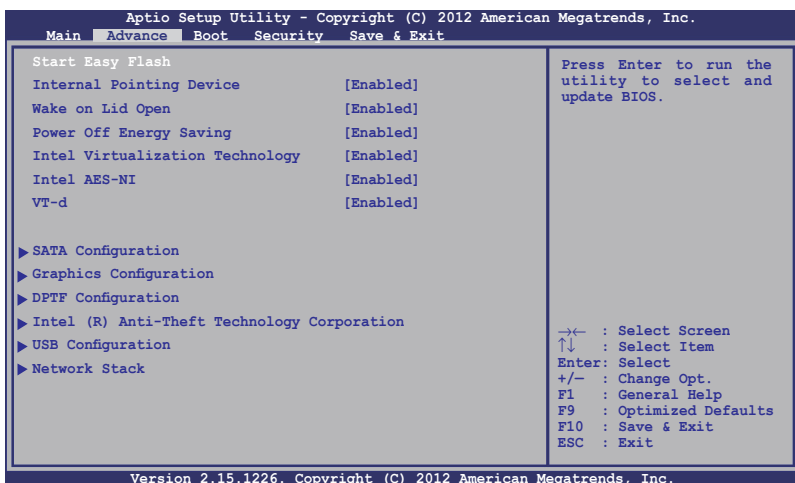 Aptio Setup Utility - Copyright (C) 2012 American Megatrends, Inc.
Main Advance Boot Security Save & Exit
Start Easy Flash
Internal Pointing Device [Enabled]
Wake on Lid Open [Enabled]
Power Off Energy Saving [Enabled]
Intel Virtualization Technology [Enabled]
Intel AES-NI [Enabled]
VT-d [Enabled]
SATA Configuration
Graphics Configuration
DPTF Configuration
Intel (R) Anti-Theft Technology Corporation
USB Configuration
Network Stack
Press Enter to run the
utility to select and
update BIOS.
→← : Select Screen
↑↓ : Select Item
Enter: Select
+/— : Change Opt.
F1 : General Help
F9 : Optimized Defaults
F10 : Save & Exit
ESC : Exit
Version 2.15.1226. Copyright (C) 2012 American Megatrends, Inc.